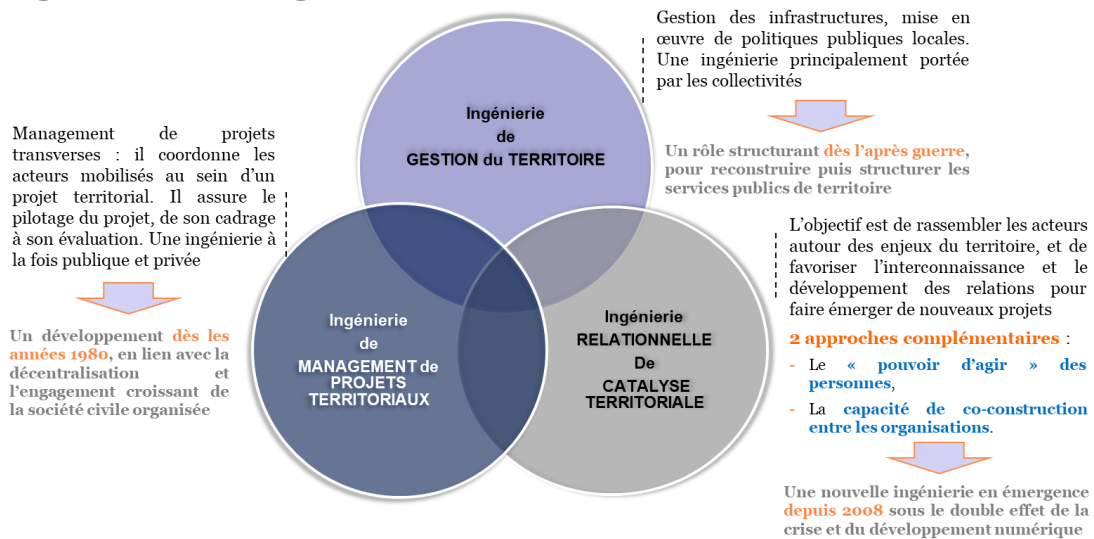 Gestion des infrastructures, mise en
œuvre de politiques publiques locales.
Une ingénierie principalement portée
par les collectivités
Un rôle structurant dès l’après guerre,
pour reconstruire puis structurer les
services publics de territoire
Ingénierie
de
GESTION du TERRITOIRE
Management de projets
transverses : il coordonne les
acteurs mobilisés au sein d’un
projet territorial. Il assure le
pilotage du projet, de son cadrage
à son évaluation. Une ingénierie à
la fois publique et privée
Un développement dès les
années 1980, en lien avec la
décentralisation et
l’engagement croissant de
la société civile organisée
Ingénierie
de
MANAGEMENT de
PROJETS
TERRITORIAUX
Ingénierie
RELATIONNELLE
De
CATALYSE
TERRITORIALE
L’objectif est de rassembler les acteurs
autour des enjeux du territoire, et de
favoriser l’interconnaissance et le
développement des relations pour
faire émerger de nouveaux projets
2 approches complémentaires :
- Le « pouvoir d’agir » des
personnes,
- La capacité de co-construction
entre les organisations.
Une nouvelle ingénierie en émergence
depuis 2008 sous le double effet de la
crise et du développement numérique